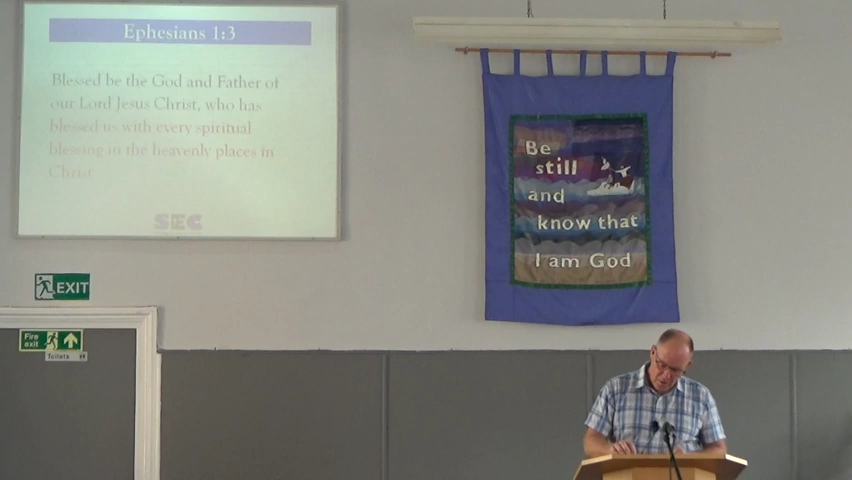 Ephesians 1:3
Blessed be the God and Father of
our Lord Jesus Christ, who has
blessed us with every spiritual
blessing in the heavenly places in
Christ
SEC
Be
still
and
know that
I am God
EXIT
Fire
exit
Toilets